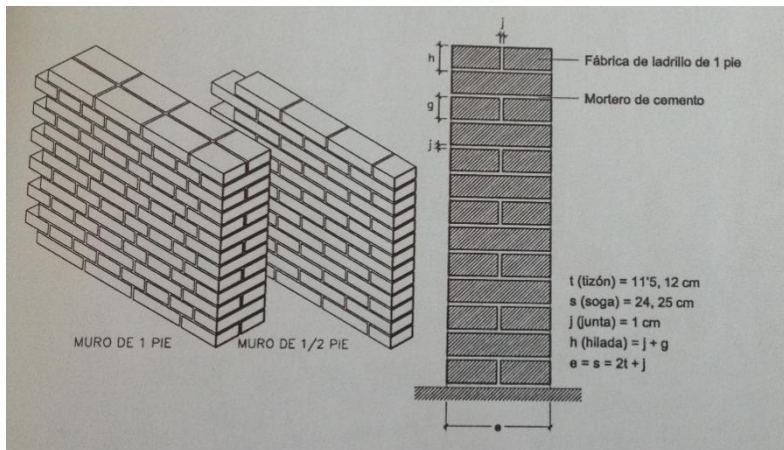 MURO DE 1 PIE
MURO DE 1/2 PIE
j
h
g
j
Fábrica de ladrillo de 1 pie
Mortero de cemento
t (tizón) = 11'5, 12 cm
s (soga) = 24, 25 cm
j (junta) = 1 cm
h (hilada) = j + g
e = s = 2t + j
e